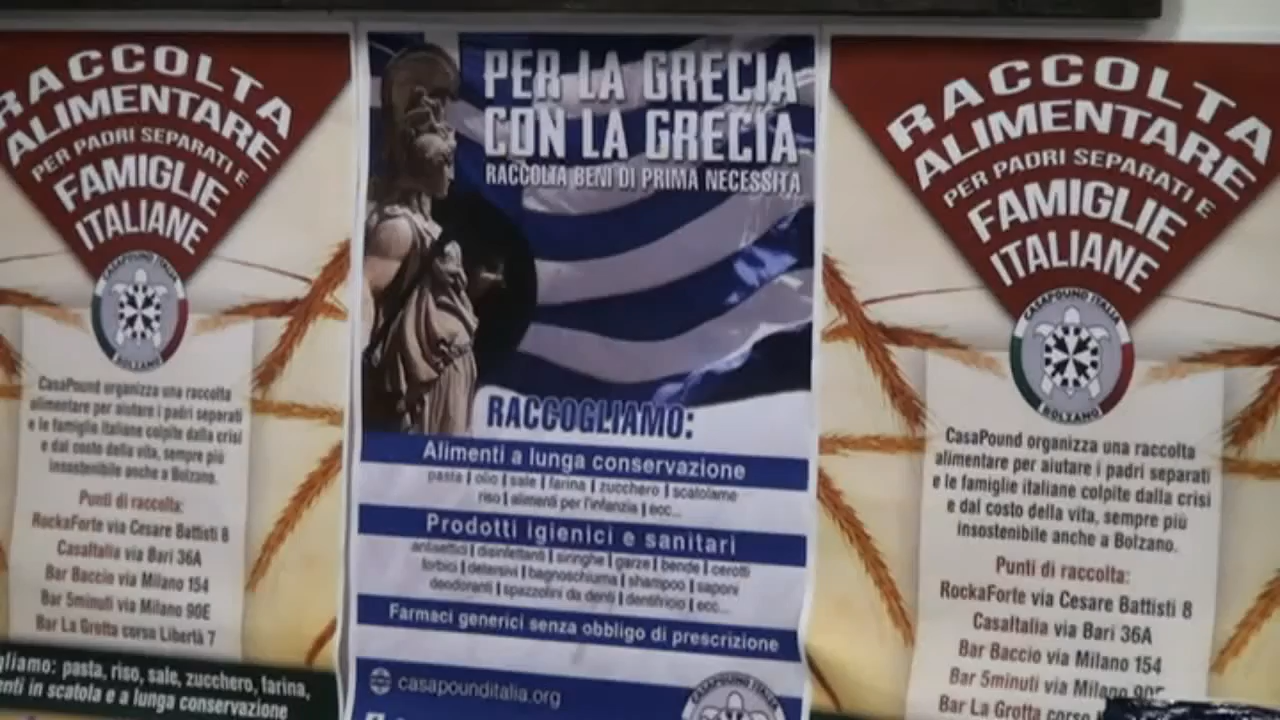 RACCOLTA
ALIMENTARE
PER PADRI SEPARATI E
FAMIGLIE
ITALIANE
CASAPOUND ITALIA
BOLZANO
CasaPound organizza una raccolta
alimentare per aiutare i padri separati
e le famiglie italiane colpite dalla crisi
e dal costo della vita, sempre più
insostenibile anche a Bolzano.
Punti di raccolta:
RockaForte via Cesare Battisti 8
CasaItalia via Bari 36A
Bar Baccio via Milano 154
Bar 5minuti via Milano 90E
Bar La Grotta corso Libertà 7
gliamo: pasta, riso, sale, zucchero, farina,
enti in scatola e a lunga conservazione
PER LA GRECIA
CON LA GRECIA
RACCOLTA BENI DI PRIMA NECESSITÀ
RACCOGLIAMO:
Alimenti a lunga conservazione
pasta | olio | sale | farina | zucchero | scatolame
riso | alimenti per l'infanzia | ecc...
Prodotti igienici e sanitari
antisettici | disinfettanti | siringhe | garze | bende | cerotti
forbici | detersivi | bagnoschiuma | shampoo | saponi
deodoranti | spazzolini da denti | dentifricio | ecc...
Farmaci generici senza obbligo di prescrizione
casapounditalia.org
CASAPOUND ITALIA
RACCOLTA
ALIMENTARE
PER PADRI SEPARATI E
FAMIGLIE
ITALIANE
CASAPOUND ITALIA
BOLZANO
CasaPound organizza una raccolta
alimentare per aiutare i padri separati
e le famiglie italiane colpite dalla crisi
e dal costo della vita, sempre più
insostenibile anche a Bolzano.
Punti di raccolta:
RockaForte via Cesare Battisti 8
CasaItalia via Bari 36A
Bar Baccio via Milano 154
Bar 5minuti via Milano 90E
Bar La Grotta corso